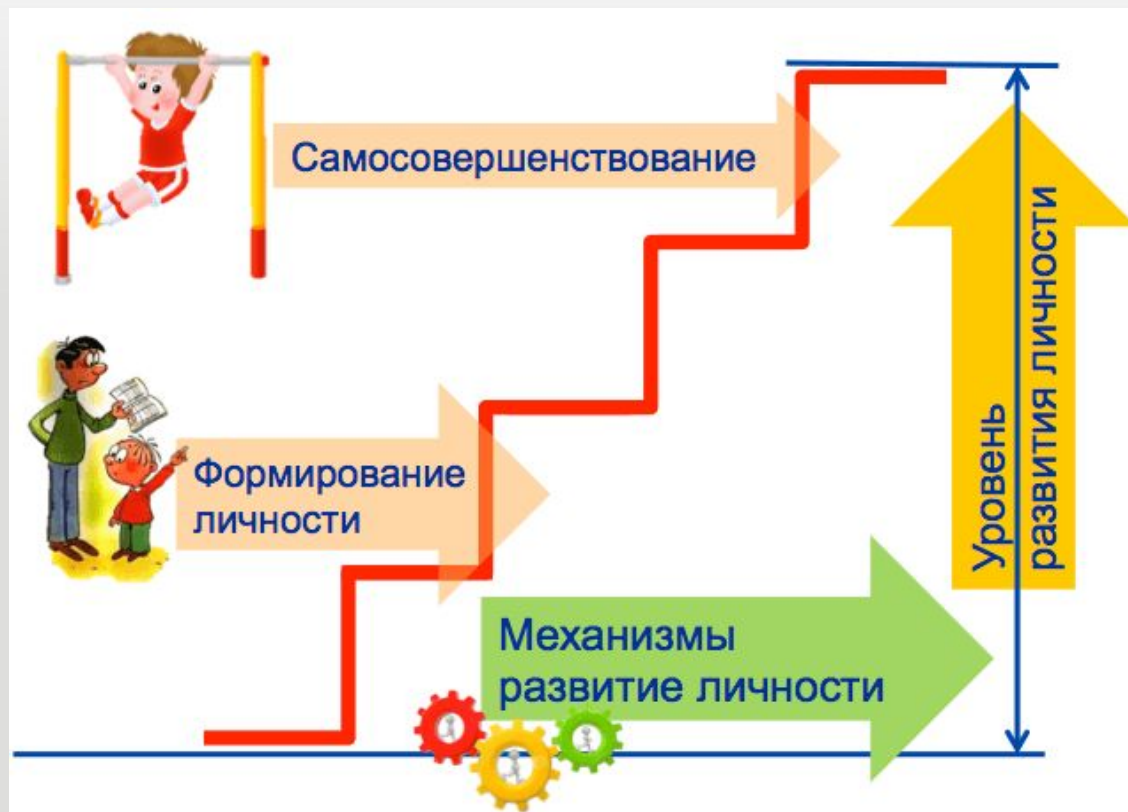 Самосовершенствование
Формирование
личности
Механизмы
развитие личности
Уровень
развития личности